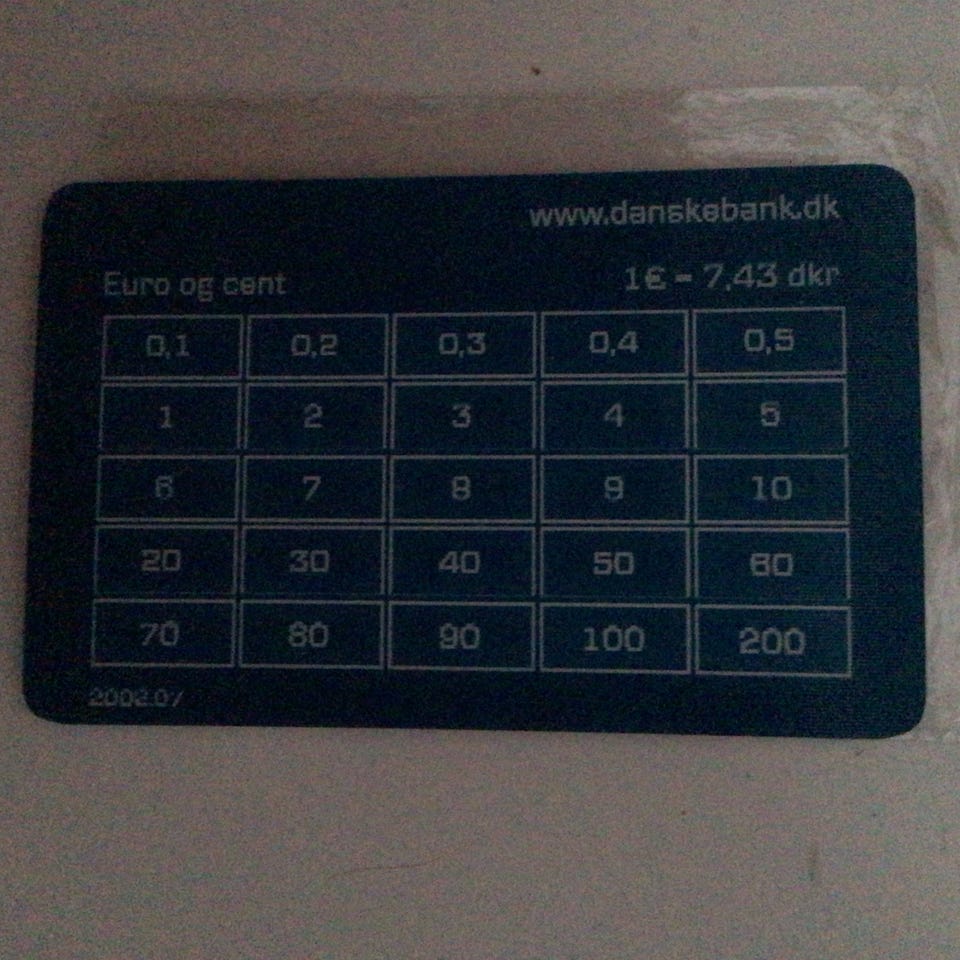 www.danskebank.dk
Euro og cent 1€ = 7,43 dkr
0,1 0,2 0,3 0,4 0,5
1 2 3 4 5
6 7 8 9 10
20 30 40 50 60
70 80 90 100 200
2002.07